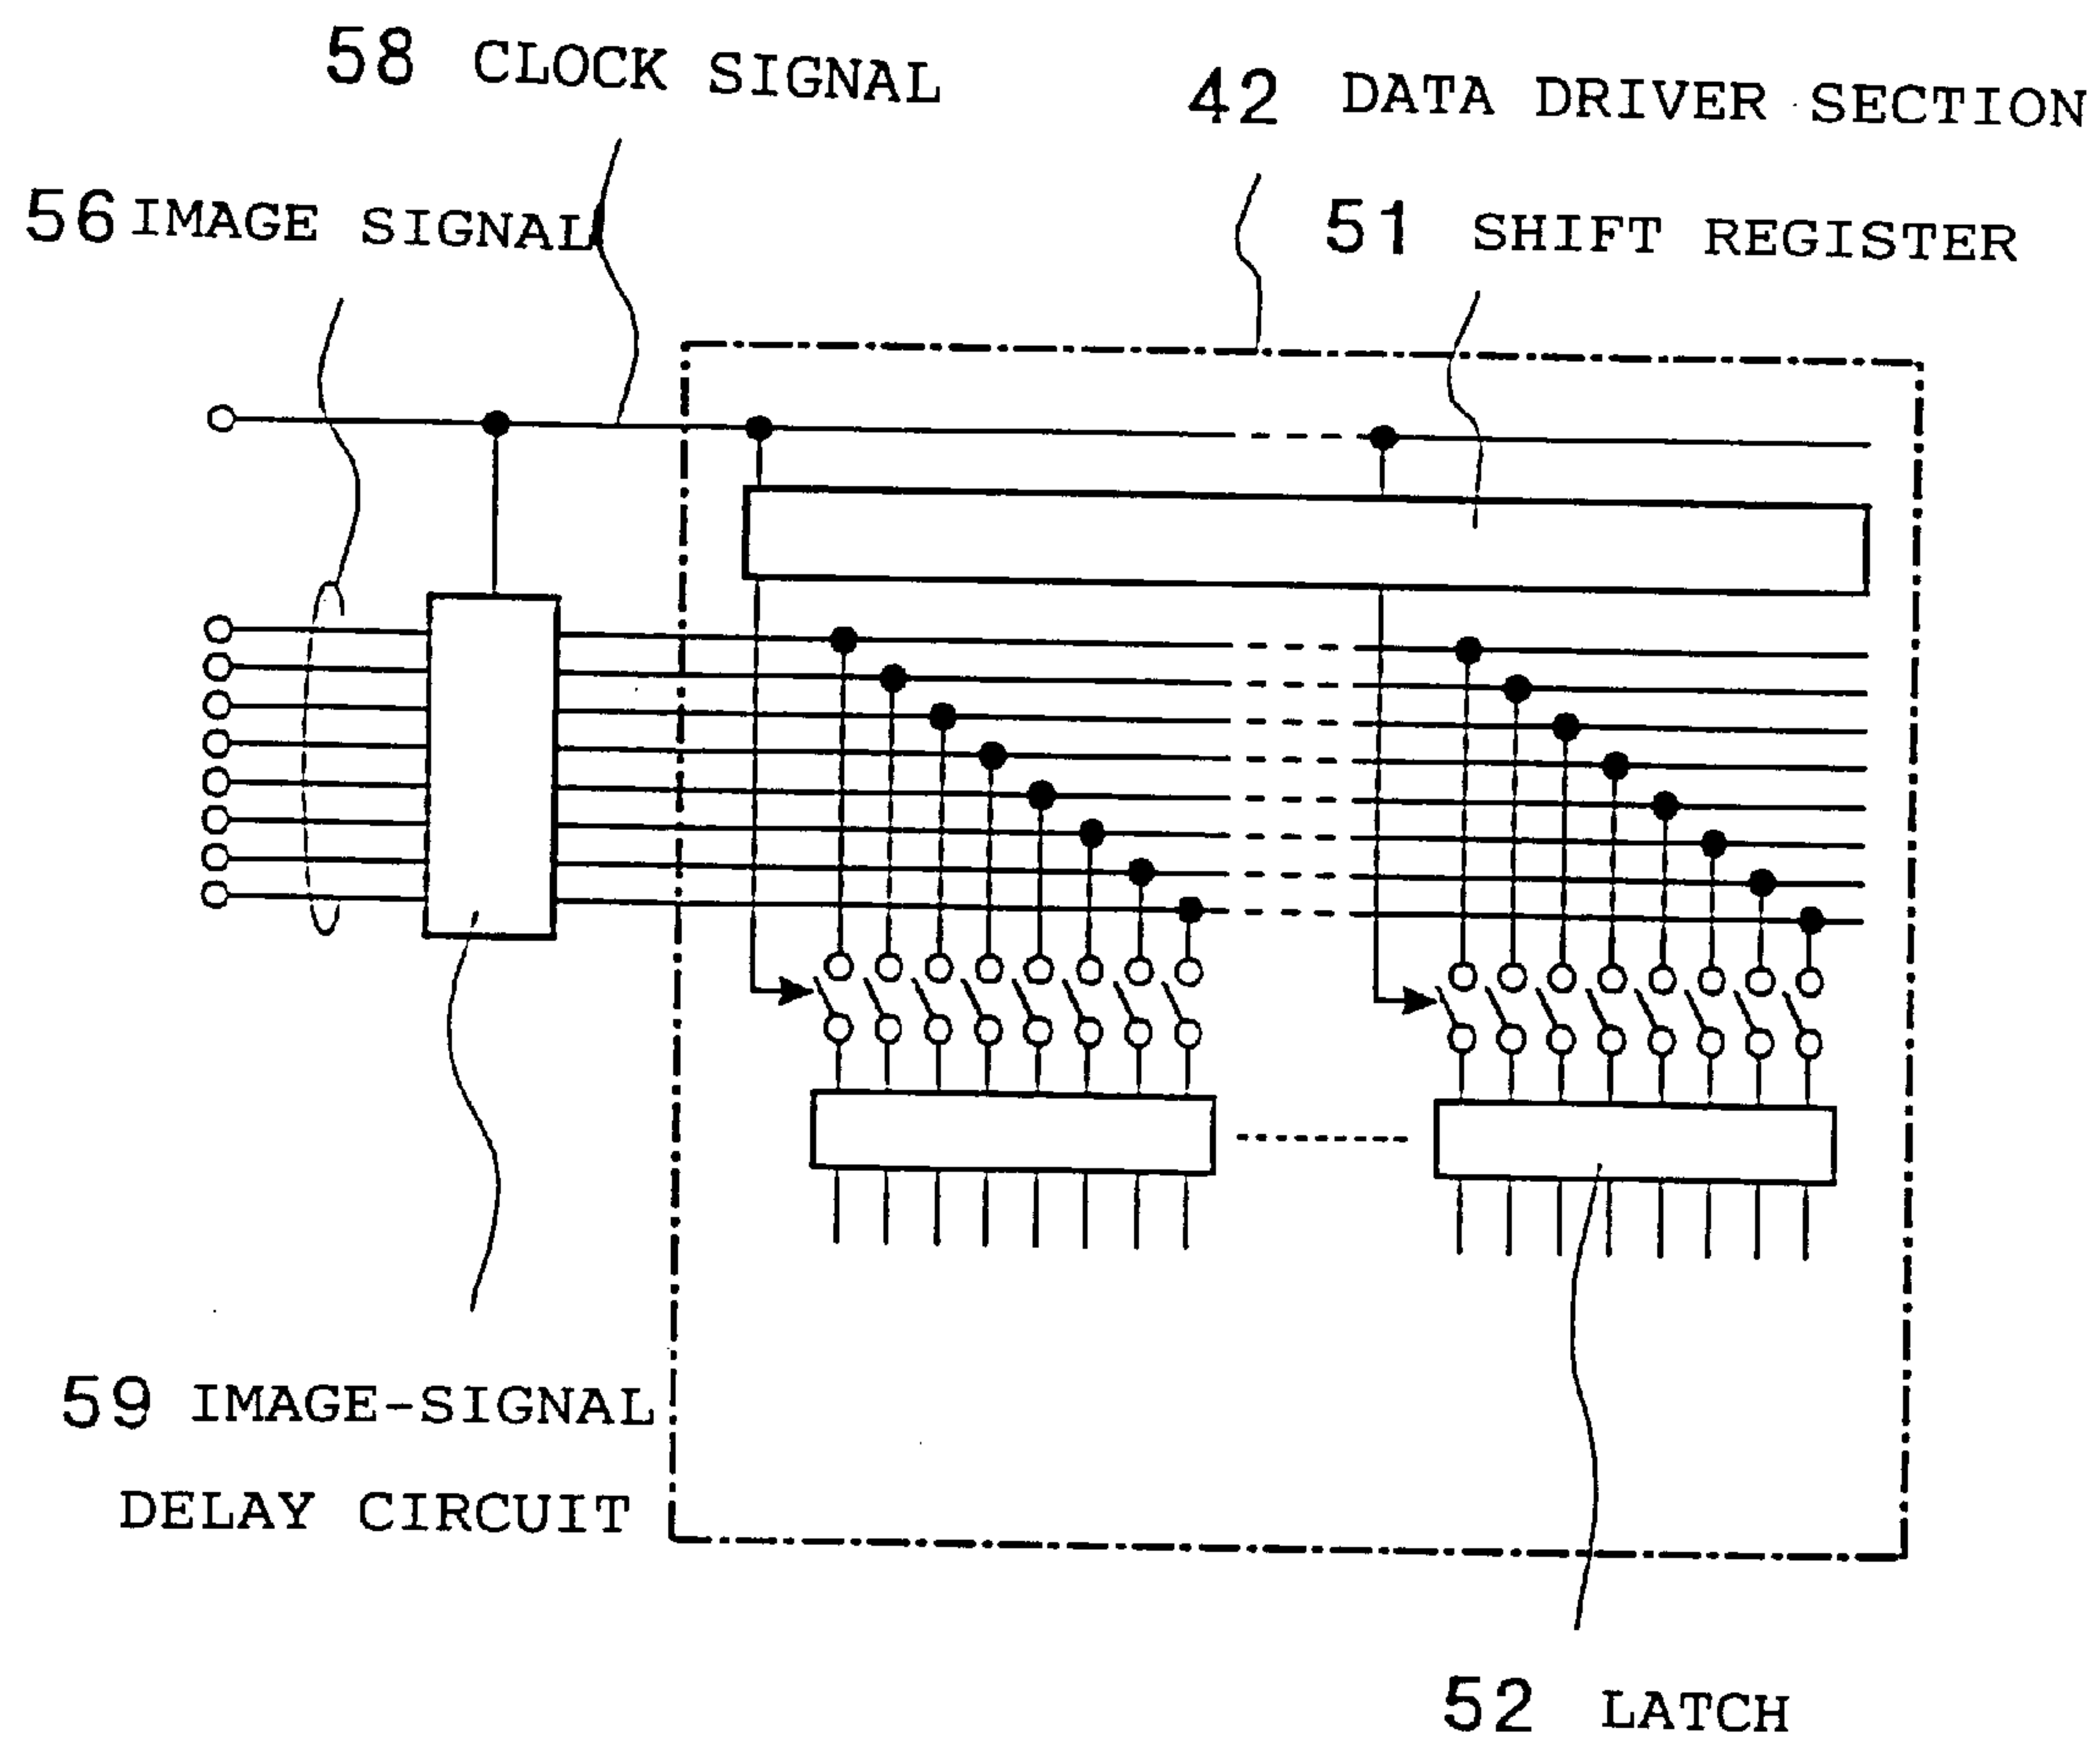 58 CLOCK SIGNAL
42 DATA DRIVER SECTION
56 IMAGE SIGNAL
51 SHIFT REGISTER
59 IMAGE-SIGNAL
DELAY CIRCUIT
52 LATCH